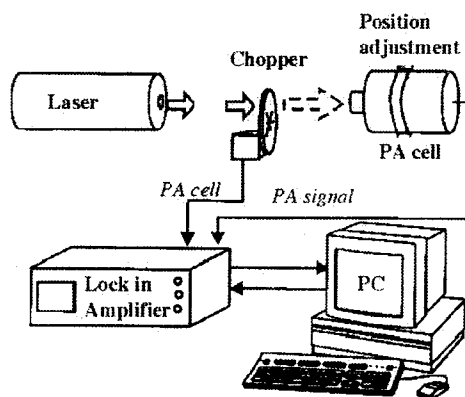 Position
adjustment
Chopper
Laser
PA cell
PA cell
PA signal
Lock in
Amplifier
PC